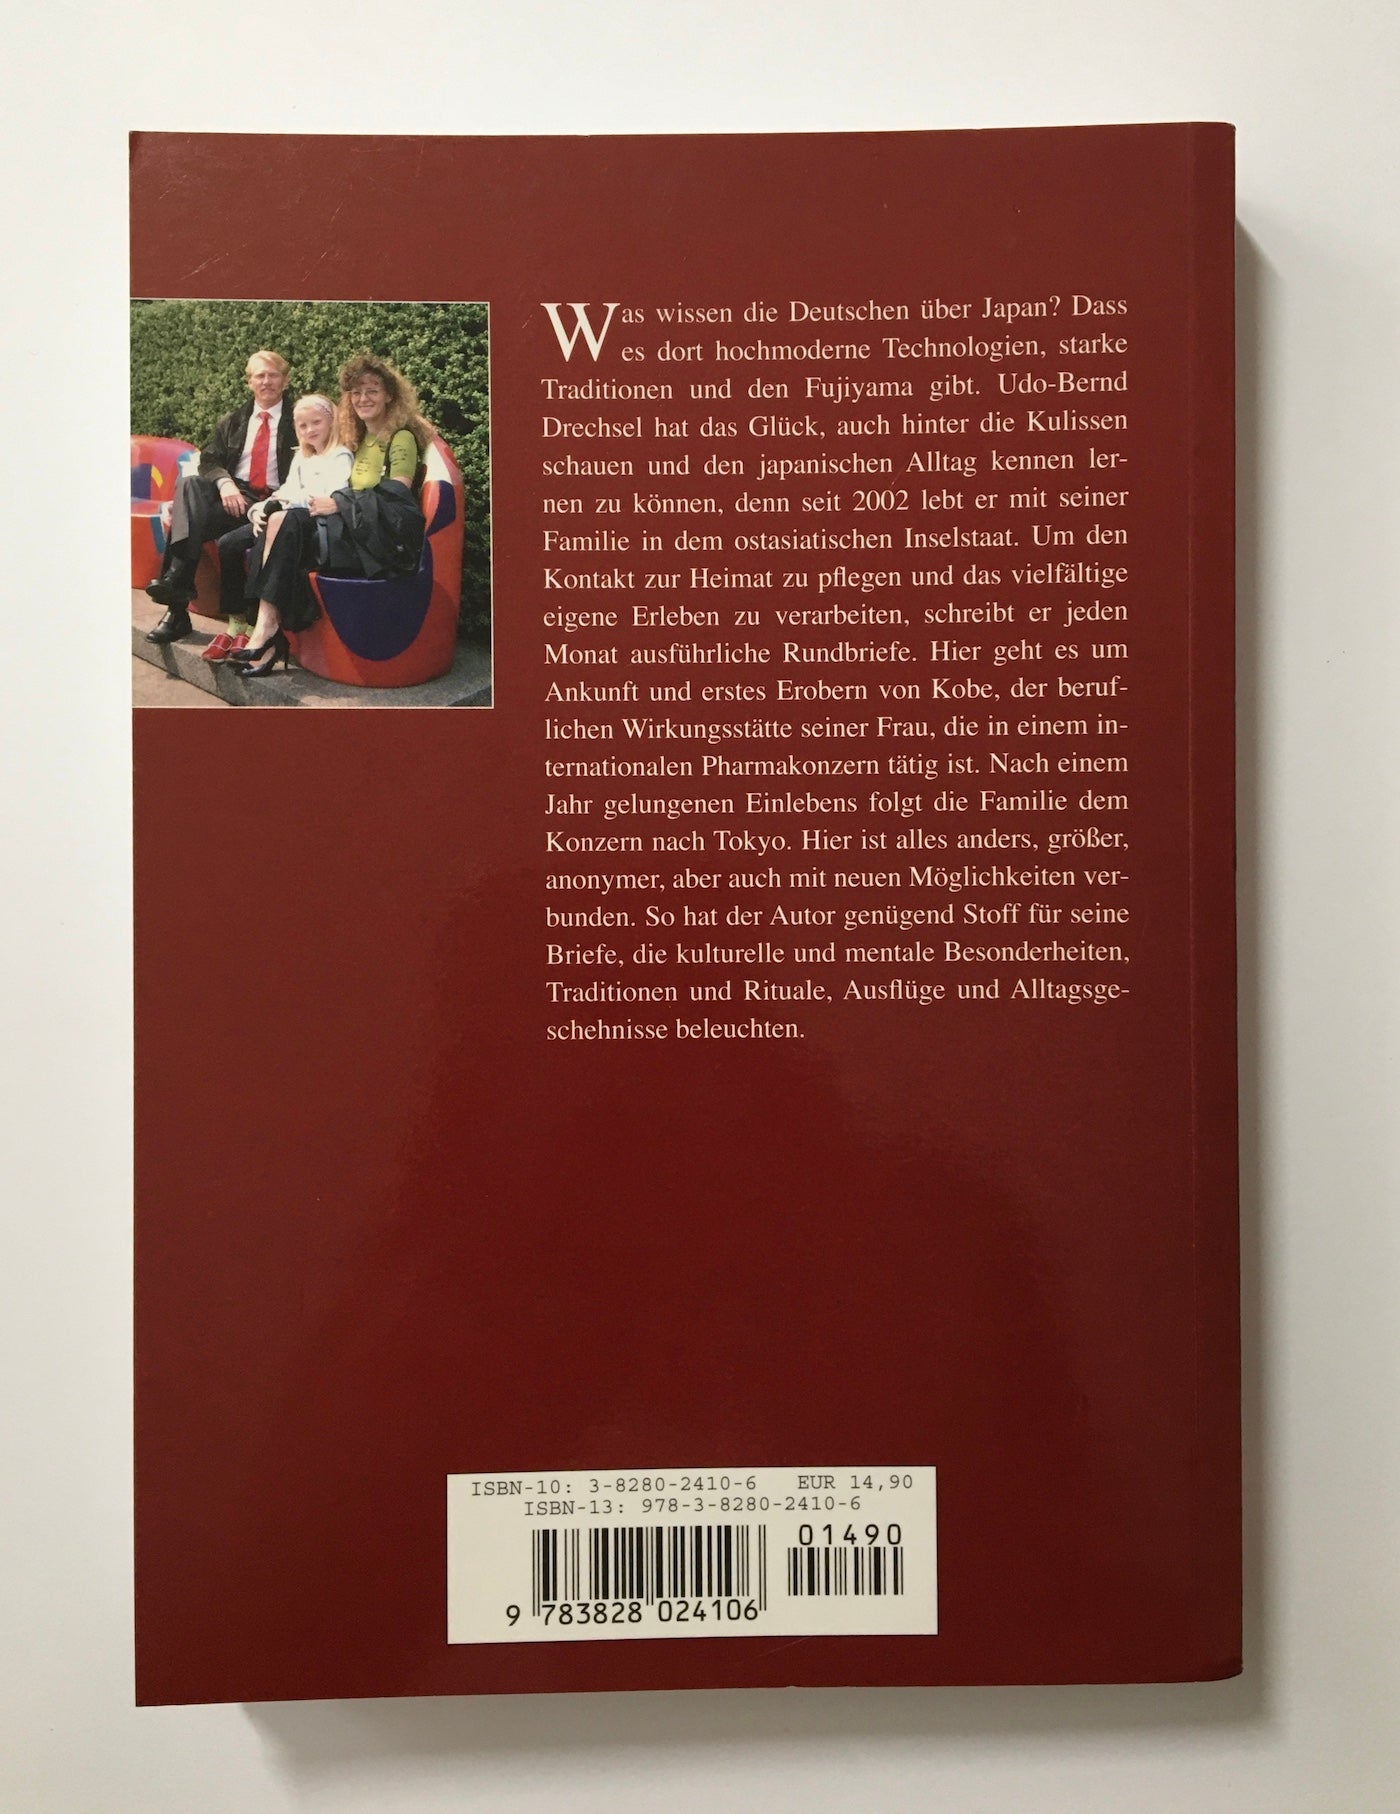 Was wissen die Deutschen über Japan? Dass
es dort hochmoderne Technologien, starke
Traditionen und den Fujiyama gibt. Udo-Bernd
Drechsel hat das Glück, auch hinter die Kulissen
schauen und den japanischen Alltag kennen ler-
nen zu können, denn seit 2002 lebt er mit seiner
Familie in dem ostasiatischen Inselstaat. Um den
Kontakt zur Heimat zu pflegen und das vielfältige
eigene Erleben zu verarbeiten, schreibt er jeden
Monat ausführliche Rundbriefe. Hier geht es um
Ankunft und erstes Erobern von Kobe, der beruf-
lichen Wirkungsstätte seiner Frau, die in einem in-
ternationalen Pharmakonzern tätig ist. Nach einem
Jahr gelungenen Einlebens folgt die Familie dem
Konzern nach Tokyo. Hier ist alles anders, größer,
anonymer, aber auch mit neuen Möglichkeiten ver-
bunden. So hat der Autor genügend Stoff für seine
Briefe, die kulturelle und mentale Besonderheiten,
Traditionen und Rituale, Ausflüge und Alltagsge-
schehnisse beleuchten.
ISBN-10: 3-8280-2410-6 EUR 14,90
ISBN-13: 978-3-8280-2410-6
01490
9 783828 024106